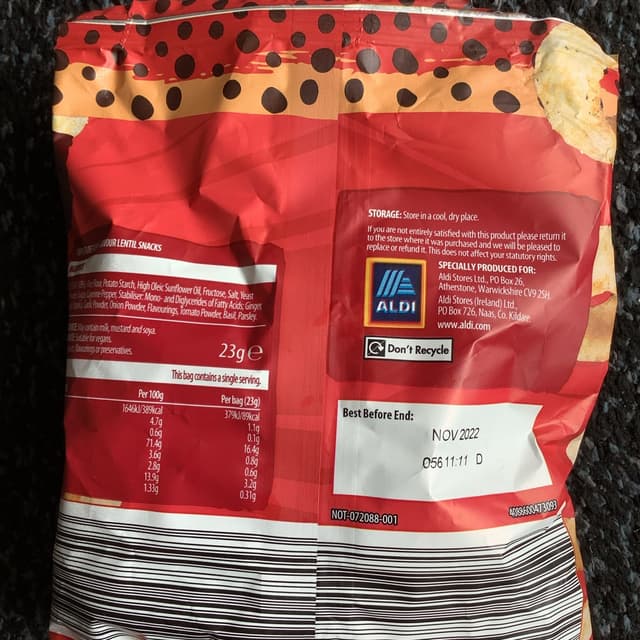 FLAVOUR LENTIL SNACKS
Potato Starch, High Oleic Sunflower Oil, Fructose, Salt, Yeast
Pepper, Stabiliser: Mono- and Diglycerides of Fatty Acids; Ginger,
Powder, Onion Powder, Flavourings, Tomato Powder, Basil, Parsley
contain milk, mustard and soya.
Suitable for vegans.
flavourings or preservatives.
23g e
This bag contains a single serving.
Per 100g Per bag (23g)
1646kJ/389kcal 379kJ/89kcal
4.7g 1.1g
0.6g 0.1g
71.4g 16.4g
3.6g 0.8g
2.8g 0.6g
13.9g 3.2g
1.33g 0.31g
STORAGE: Store in a cool, dry place.
If you are not entirely satisfied with this product please return it
to the store where it was purchased and we will be pleased to
replace or refund it. This does not affect your statutory rights.
ALDI
SPECIALLY PRODUCED FOR:
Aldi Stores Ltd., PO Box 26,
Atherstone, Warwickshire CV9 2SH.
Aldi Stores (Ireland) Ltd.,
PO Box 726, Naas, Co. Kildare.
www.aldi.com
Don't Recycle
Best Before End:
NOV 2022
056 11:11 D
NOT-072088-001